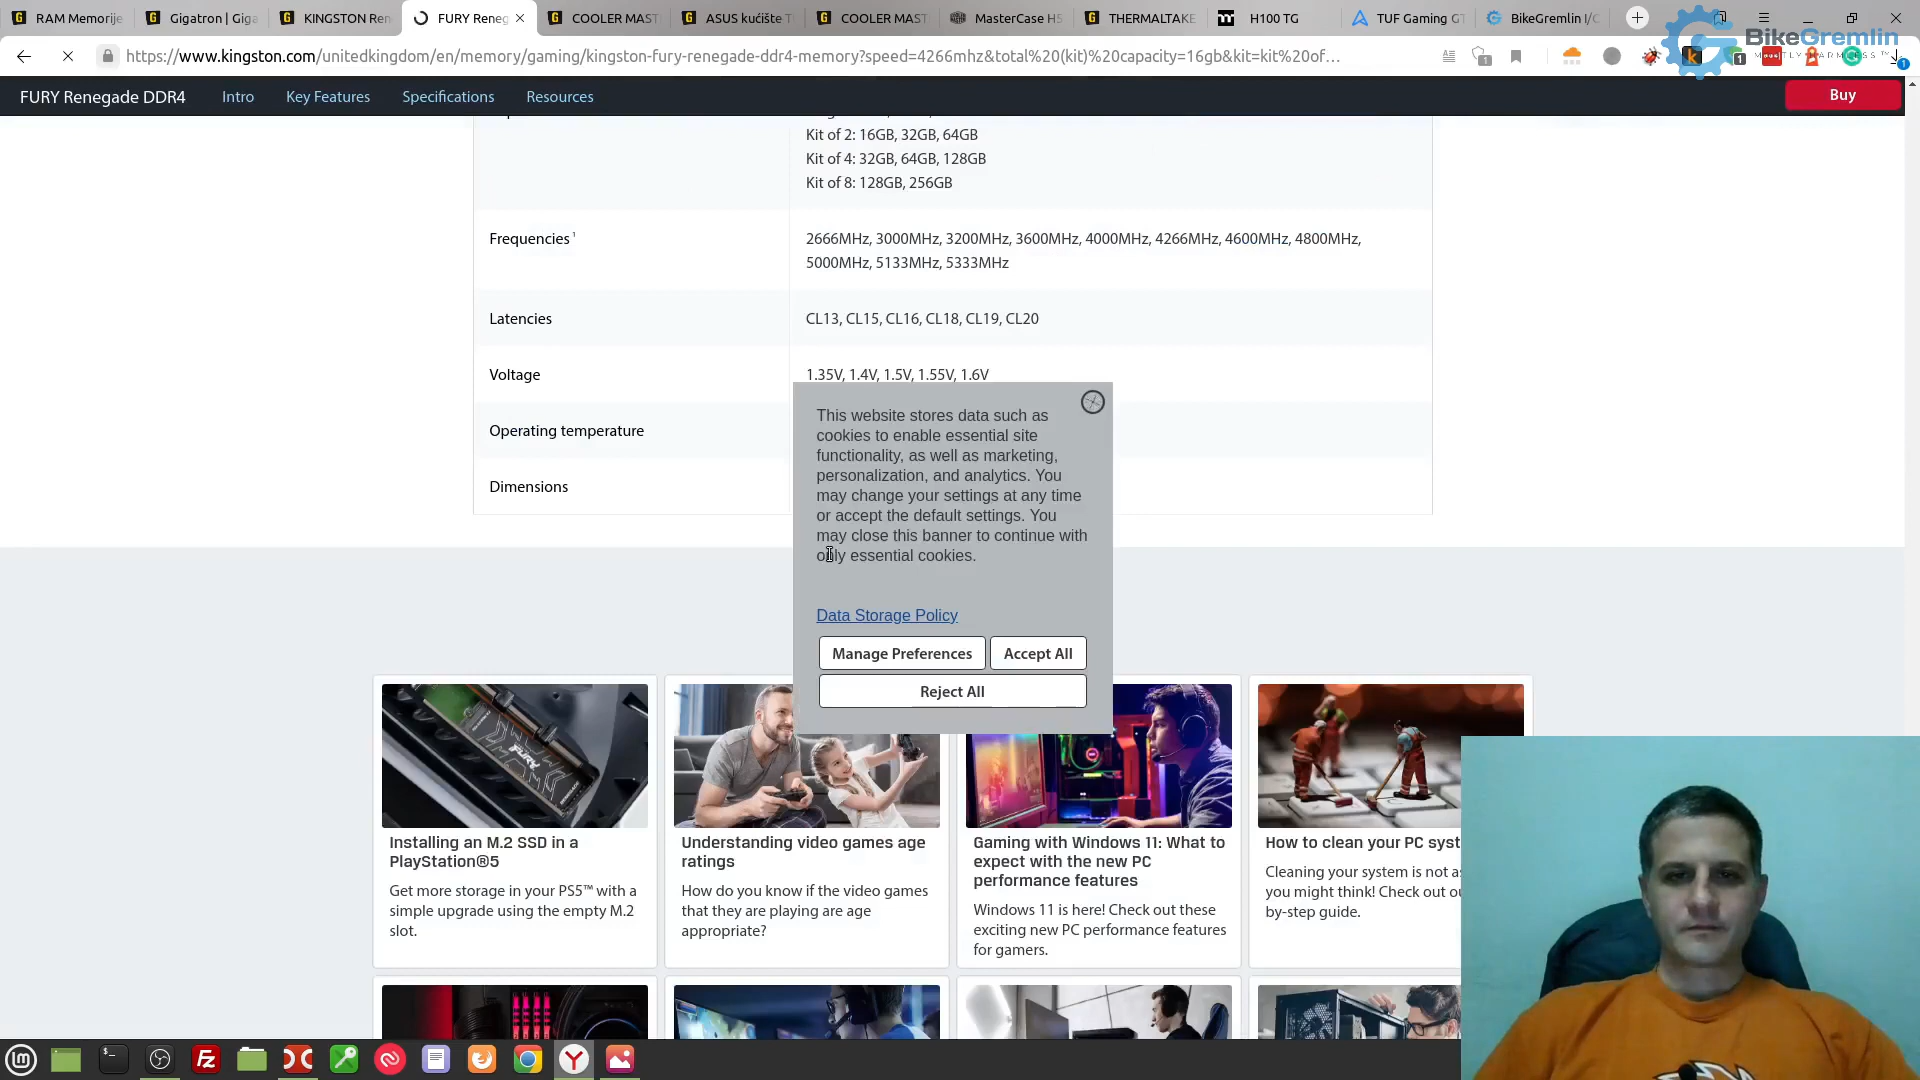 RAM Memorije
Gigatron | Giga
KINGSTON Ren
FURY Reneg
COOLER MAST
ASUS kućište T
COOLER MAST
MasterCase H5
THERMALTAKE
H100 TG
TUF Gaming GT
BikeGremlin I/C
https://www.kingston.com/unitedkingdom/en/memory/gaming/kingston-fury-renegade-ddr4-memory?speed=4266mhz&total%20(kit)%20capacity=16gb&kit=kit%20of...
BikeGremlin
MOSTLY HARMLESS ™
FURY Renegade DDR4
Intro
Key Features
Specifications
Resources
Buy
Kit of 2: 16GB, 32GB, 64GB
Kit of 4: 32GB, 64GB, 128GB
Kit of 8: 128GB, 256GB
Frequencies ¹
2666MHz, 3000MHz, 3200MHz, 3600MHz, 4000MHz, 4266MHz, 4600MHz, 4800MHz,
5000MHz, 5133MHz, 5333MHz
Latencies
CL13, CL15, CL16, CL18, CL19, CL20
Voltage
1.35V, 1.4V, 1.5V, 1.55V, 1.6V
Operating temperature
Dimensions
This website stores data such as
cookies to enable essential site
functionality, as well as marketing,
personalization, and analytics. You
may change your settings at any time
or accept the default settings. You
may close this banner to continue with
only essential cookies.
Data Storage Policy
Manage Preferences
Accept All
Reject All
Installing an M.2 SSD in a
PlayStation®5
Get more storage in your PS5™ with a
simple upgrade using the empty M.2
slot.
Understanding video games age
ratings
How do you know if the video games
that they are playing are age
appropriate?
Gaming with Windows 11: What to
expect with the new PC
performance features
Windows 11 is here! Check out these
exciting new PC performance features
for gamers.
How to clean your PC syst
Cleaning your system is not as
you might think! Check out ou
by-step guide.